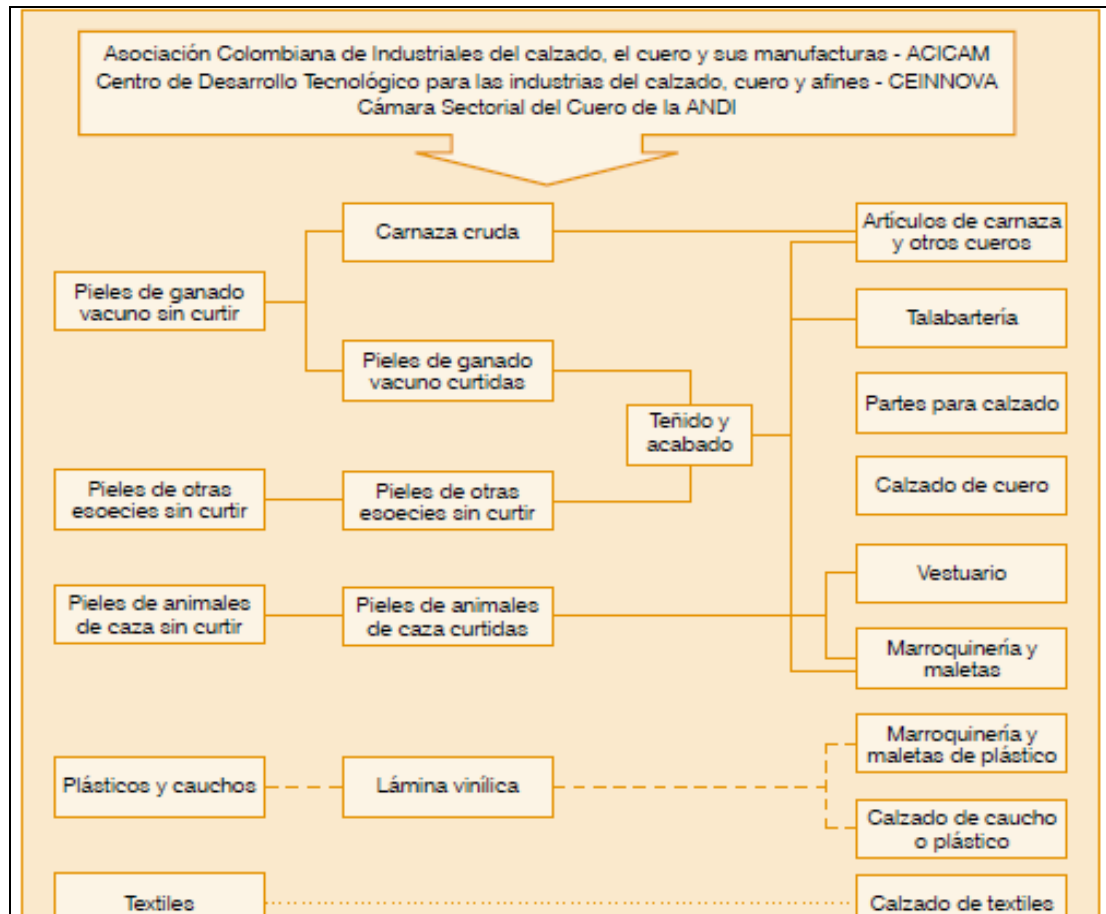 Asociación Colombiana de Industriales del calzado, el cuero y sus manufacturas - ACICAM
Centro de Desarrollo Tecnológico para las industrias del calzado, cuero y afines - CEINNOVA
Cámara Sectorial del Cuero de la ANDI
Carnaza cruda
Artículos de carnaza
y otros cueros
Pieles de ganado
vacuno sin curtir
Talabartería
Pieles de ganado
vacuno curtidas
Partes para calzado
Teñido y
acabado
Pieles de otras
esoecies sin curtir
Pieles de otras
esoecies sin curtir
Calzado de cuero
Vestuario
Pieles de animales
de caza sin curtir
Pieles de animales
de caza curtidas
Marroquinería y
maletas
Marroquinería y
maletas de plástico
Plásticos y cauchos
Lámina vinílica
Calzado de caucho
o plástico
Textiles
Calzado de textiles